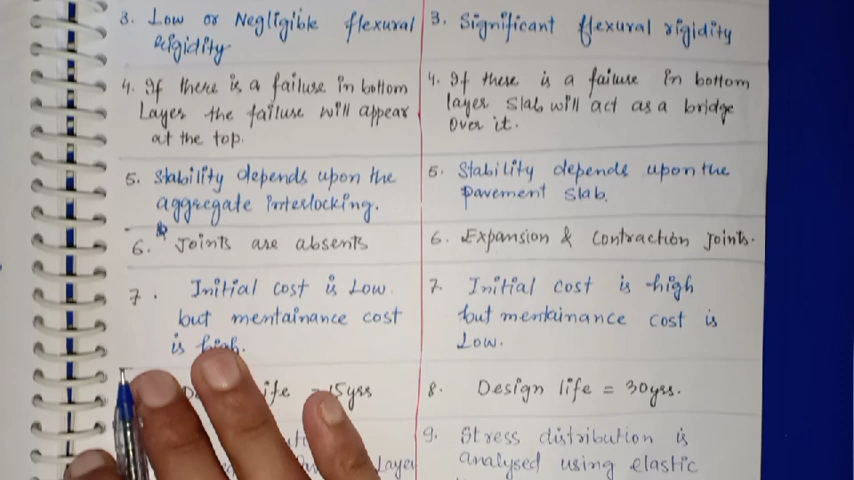 3. Low or Negligible flexural
rigidity
4. If there is a failure in bottom
Layer the failure will appear
at the top.
5. Stability depends upon the
aggregate interlocking.
6. Joints are absents
7. Initial cost is Low.
but mentainance cost
is high.
life = 15yrs
Layer
3. Significant flexural rigidity
4. If there is a failure in bottom
layer slab will act as a bridge
over it.
5. Stability depends upon the
pavement slab.
6. Expansion & Contraction Joints.
7. Initial cost is high
but mentainance cost is
Low.
8. Design life = 30yrs.
9. Stress distribution is
analysed using elastic